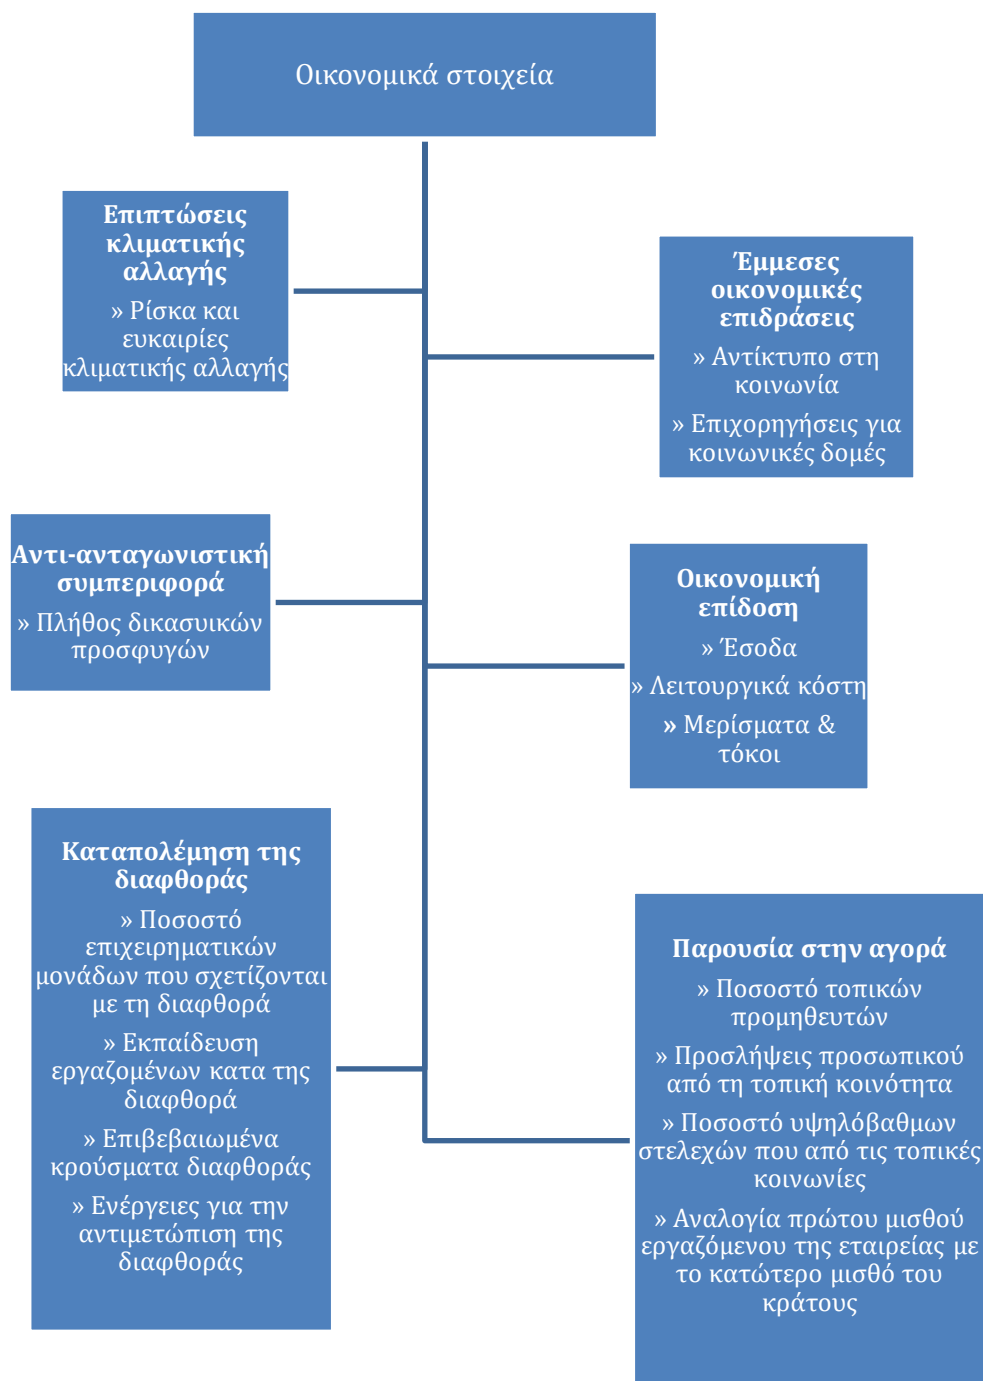 Οικονομικά στοιχεία
Επιπτώσεις
κλιματικής
αλλαγής
» Ρίσκα και
ευκαιρίες
κλιματικής αλλαγής
Έμμεσες
οικονομικές
επιδράσεις
» Αντίκτυπο στη
κοινωνία
» Επιχορηγήσεις για
κοινωνικές δομές
Αντι-ανταγωνιστική
συμπεριφορά
» Πλήθος δικασυικών
προσφυγών
Οικονομική
επίδοση
» Έσοδα
» Λειτουργικά κόστη
» Μερίσματα &
τόκοι
Καταπολέμηση της
διαφθοράς
» Ποσοστό
επιχειρηματικών
μονάδων που σχετίζονται
με τη διαφθορά
» Εκπαίδευση
εργαζομένων κατα της
διαφθορά
» Επιβεβαιωμένα
κρούσματα διαφθοράς
» Ενέργειες για την
αντιμετώπιση της
διαφθοράς
Παρουσία στην αγορά
» Ποσοστό τοπικών
προμηθευτών
» Προσλήψεις προσωπικού
από τη τοπική κοινότητα
» Ποσοστό υψηλόβαθμων
στελεχών που από τις τοπικές
κοινωνίες
» Αναλογία πρώτου μισθού
εργαζόμενου της εταιρείας με
το κατώτερο μισθό του
κράτους